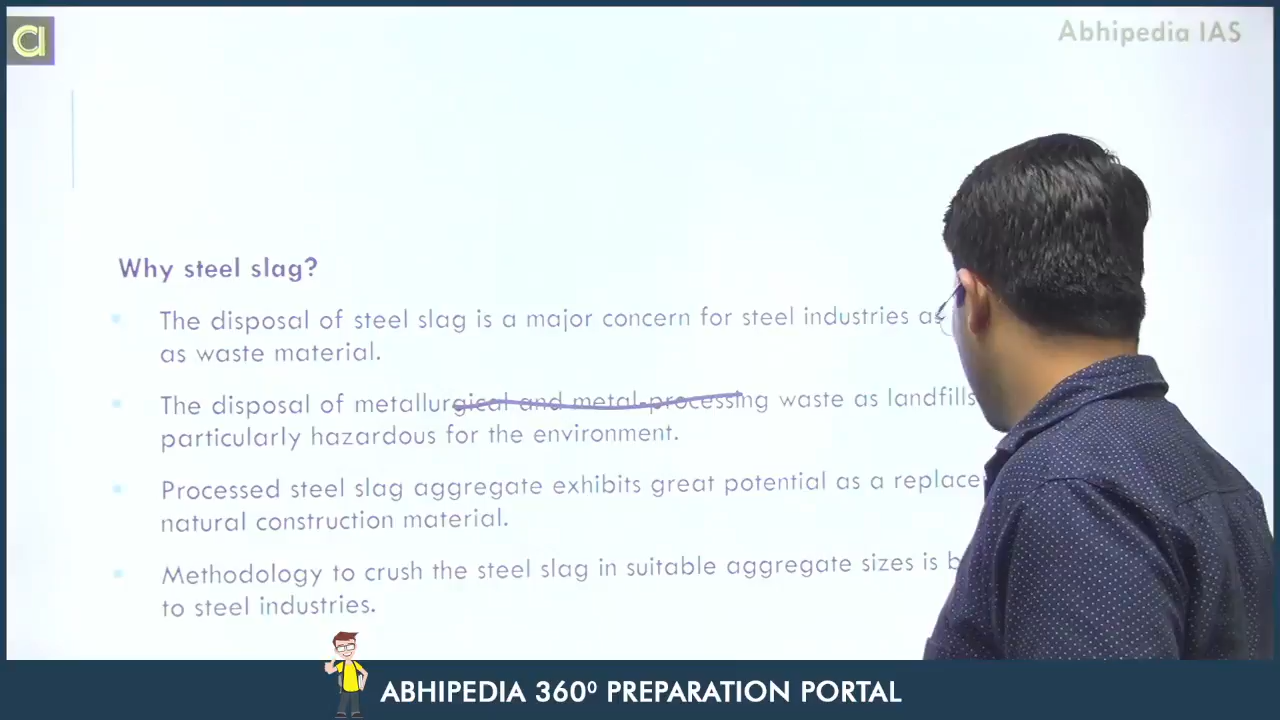 Abhipedia IAS
Why steel slag?
The disposal of steel slag is a major concern for steel industries as
as waste material.
The disposal of metallurgical and metal-processing waste as landfills
particularly hazardous for the environment.
Processed steel slag aggregate exhibits great potential as a
natural construction material.
Methodology to crush the steel slag in suitable aggregate sizes is
to steel industries.
ABHIPEDIA 360⁰ PREPARATION PORTAL